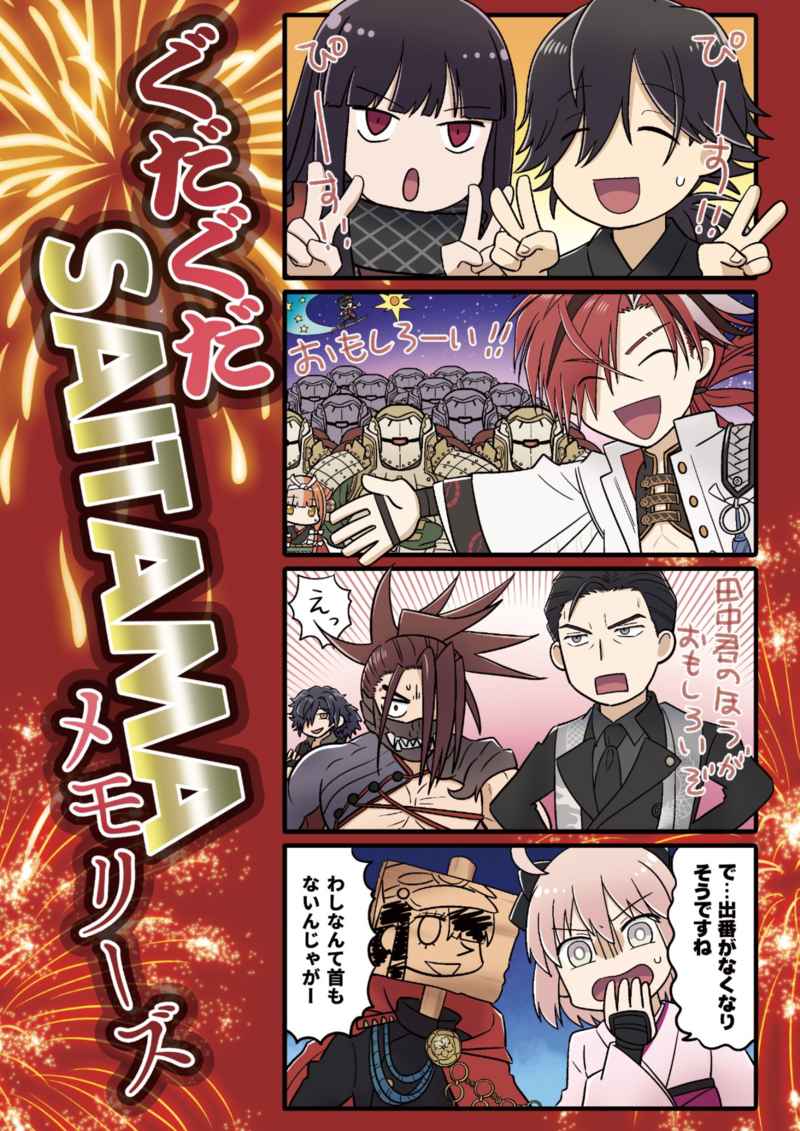 ぐだぐだ
SAITAMA
メモリーズ
ぴーす!!
ぴーす!!
おもしろーい!!
田中君のほうが
おもしろいぞ
えっ
で…出番がなくなり
そうですね
わしなんて首も
ないんじゃがー